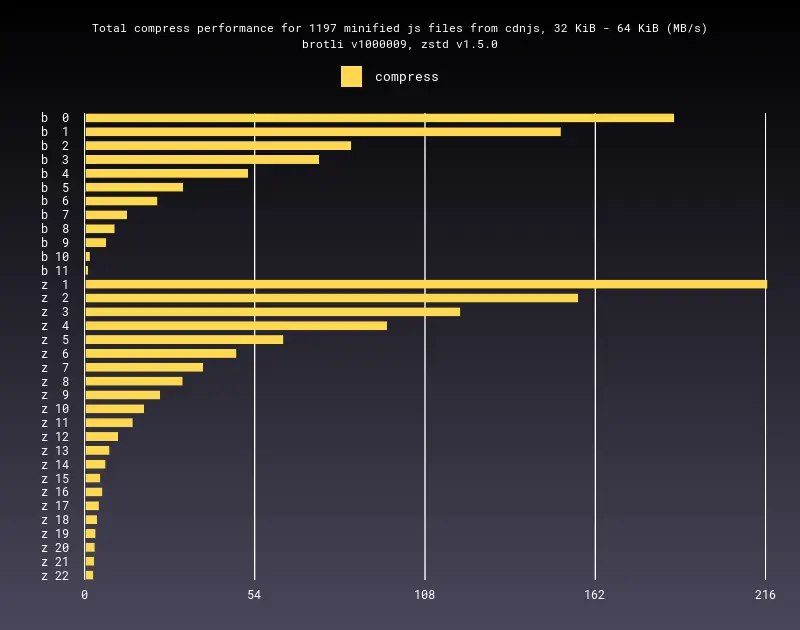 Total compress performance for 1197 minified js files from cdnjs, 32 KiB - 64 KiB (MB/s)
brotli v1000009, zstd v1.5.0
compress
b 0
b 1
b 2
b 3
b 4
b 5
b 6
b 7
b 8
b 9
b 10
b 11
z 1
z 2
z 3
z 4
z 5
z 6
z 7
z 8
z 9
z 10
z 11
z 12
z 13
z 14
z 15
z 16
z 17
z 18
z 19
z 20
z 21
z 22
0 54 108 162 216